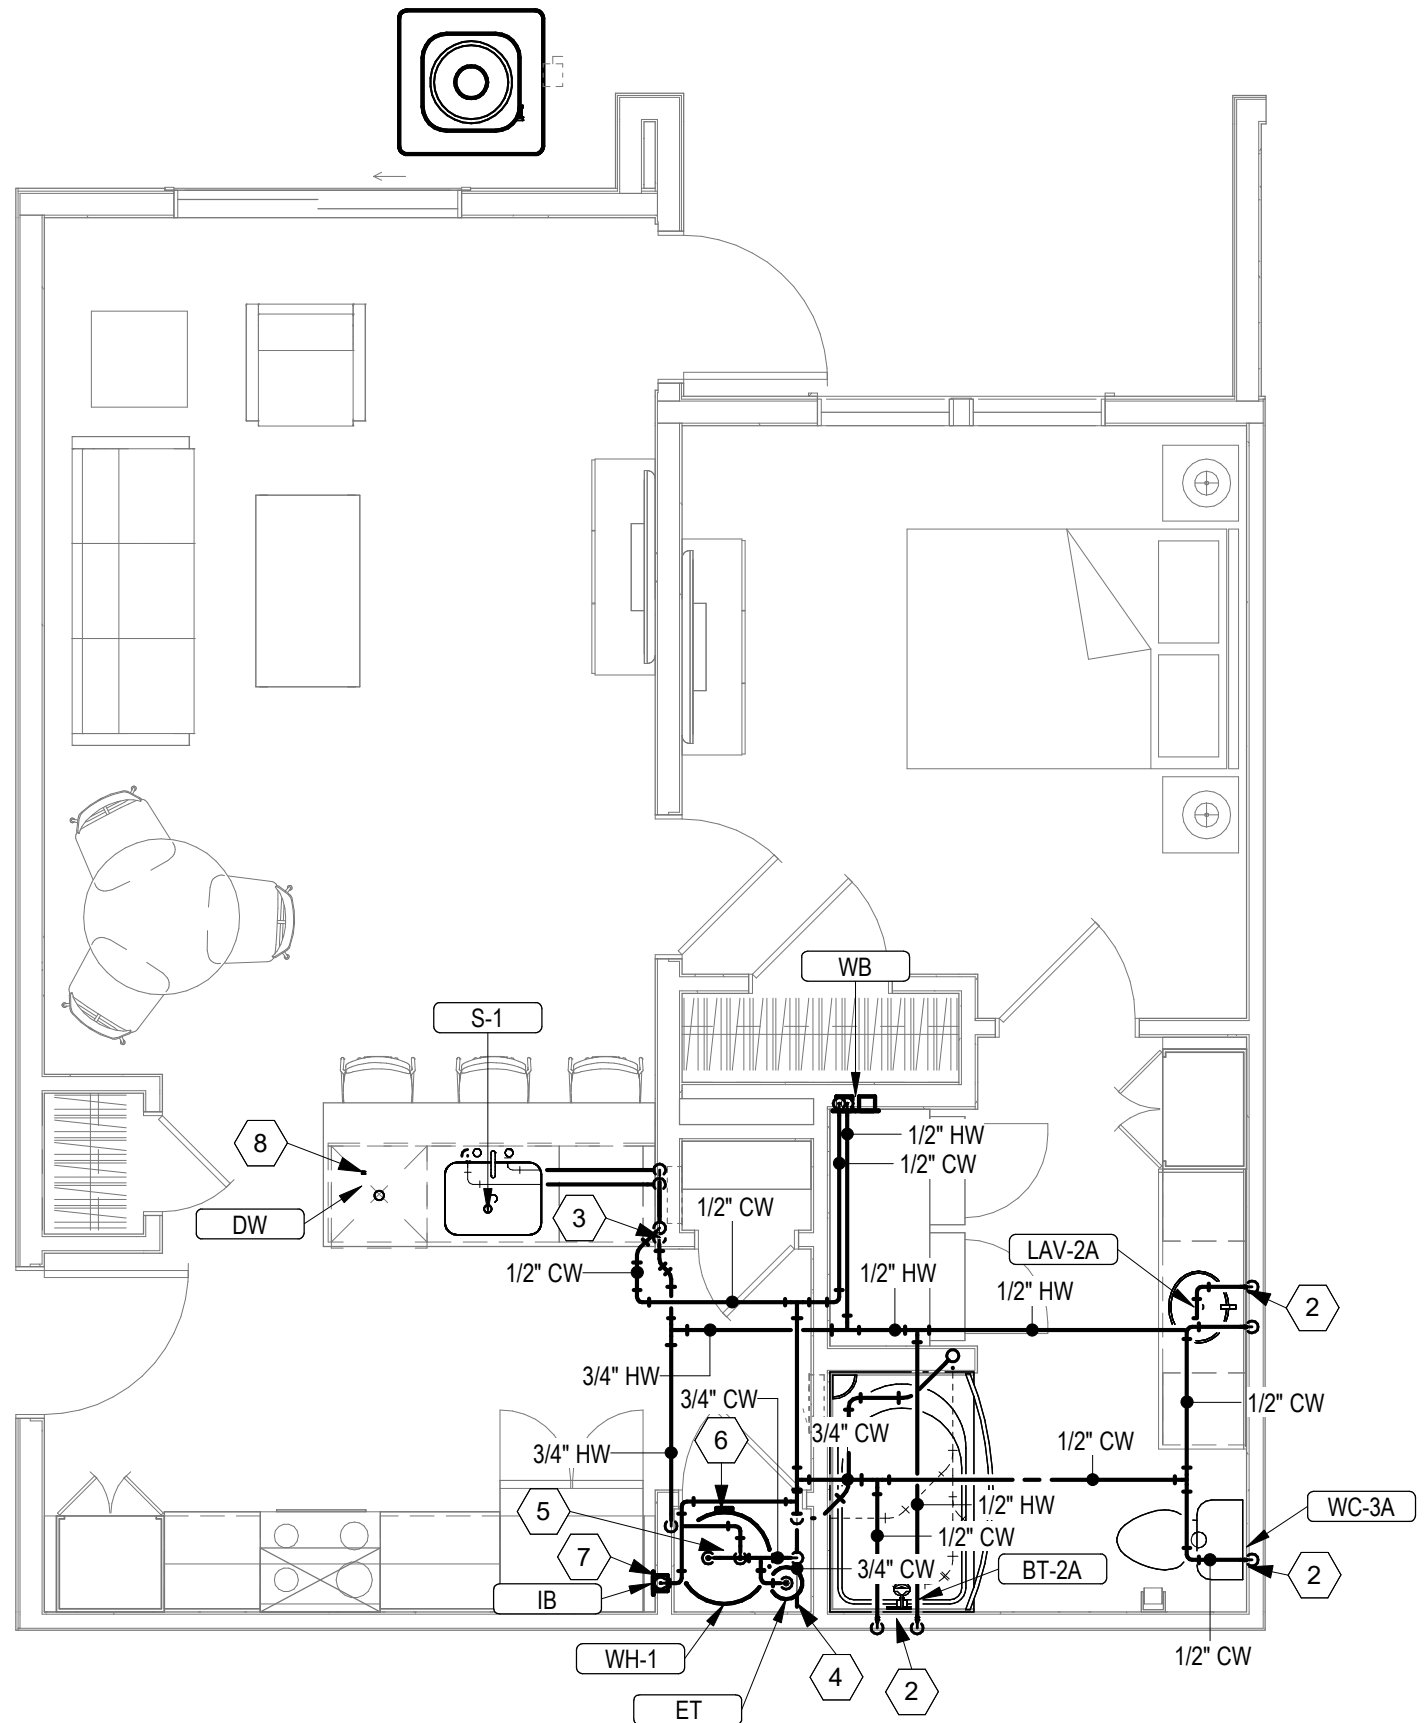 WB
S-1
1/2" HW
8
1/2" CW
1/2" CW
DW
3
LAV-2A
1/2" CW
1/2" HW
1/2" HW
2
3/4" HW
3/4" CW
1/2" CW
3/4" CW
6
1/2" CW
3/4" HW
5
1/2" HW
WC-3A
1/2" CW
7
3/4" CW
BT-2A
2
IB
WH-1
1/2" CW
4
2
ET